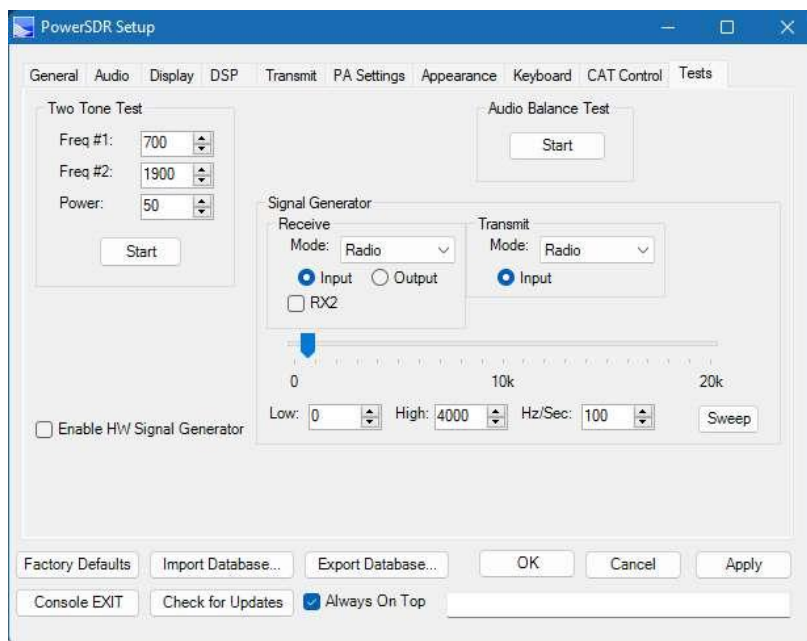 PowerSDR Setup
General Audio Display DSP Transmit PA Settings Appearance Keyboard CAT Control Tests
Two Tone Test
Freq #1: 700
Freq #2: 1900
Power: 50
Start
Audio Balance Test
Start
Signal Generator
Receive
Mode: Radio
Input Output
RX2
Transmit
Mode: Radio
Input
0 10k 20k
Low: 0 High: 4000 Hz/Sec: 100 Sweep
Enable HW Signal Generator
Factory Defaults Import Database... Export Database... OK Cancel Apply
Console EXIT Check for Updates Always On Top